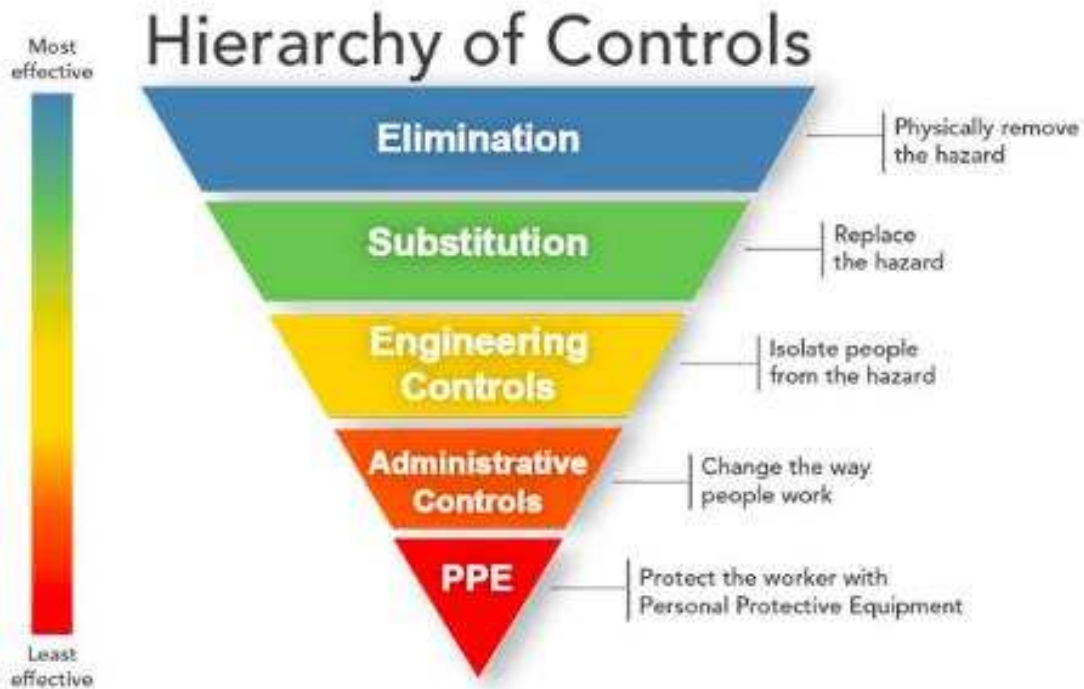 Hierarchy of Controls
Most
effective
Elimination
Physically remove
the hazard
Substitution
Replace
the hazard
Engineering
Controls
Isolate people
from the hazard
Administrative
Controls
Change the way
people work
PPE
Protect the worker with
Personal Protective Equipment
Least
effective